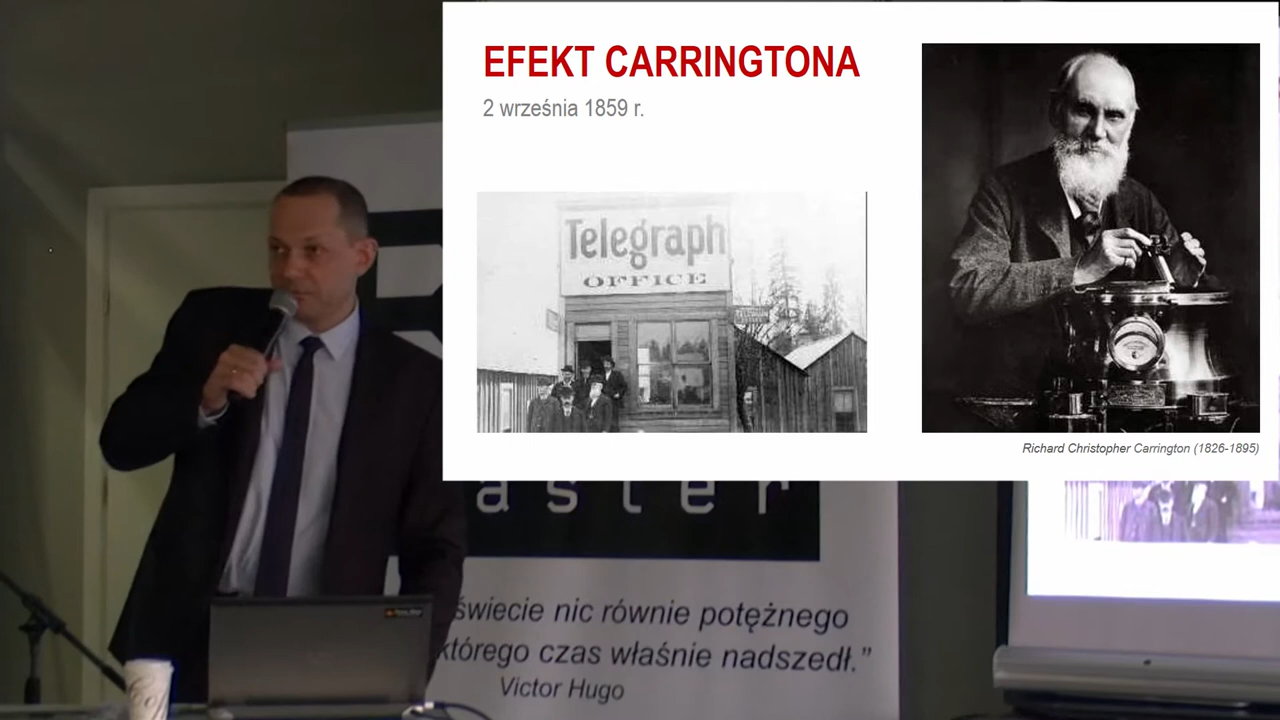 EFEKT CARRINGTONA
2 września 1859 r.
Telegraph
OFFICE
Richard Christopher Carrington (1826-1895)
aster
świecie nic równie potężnego
którego czas właśnie nadszedł.”
Victor Hugo